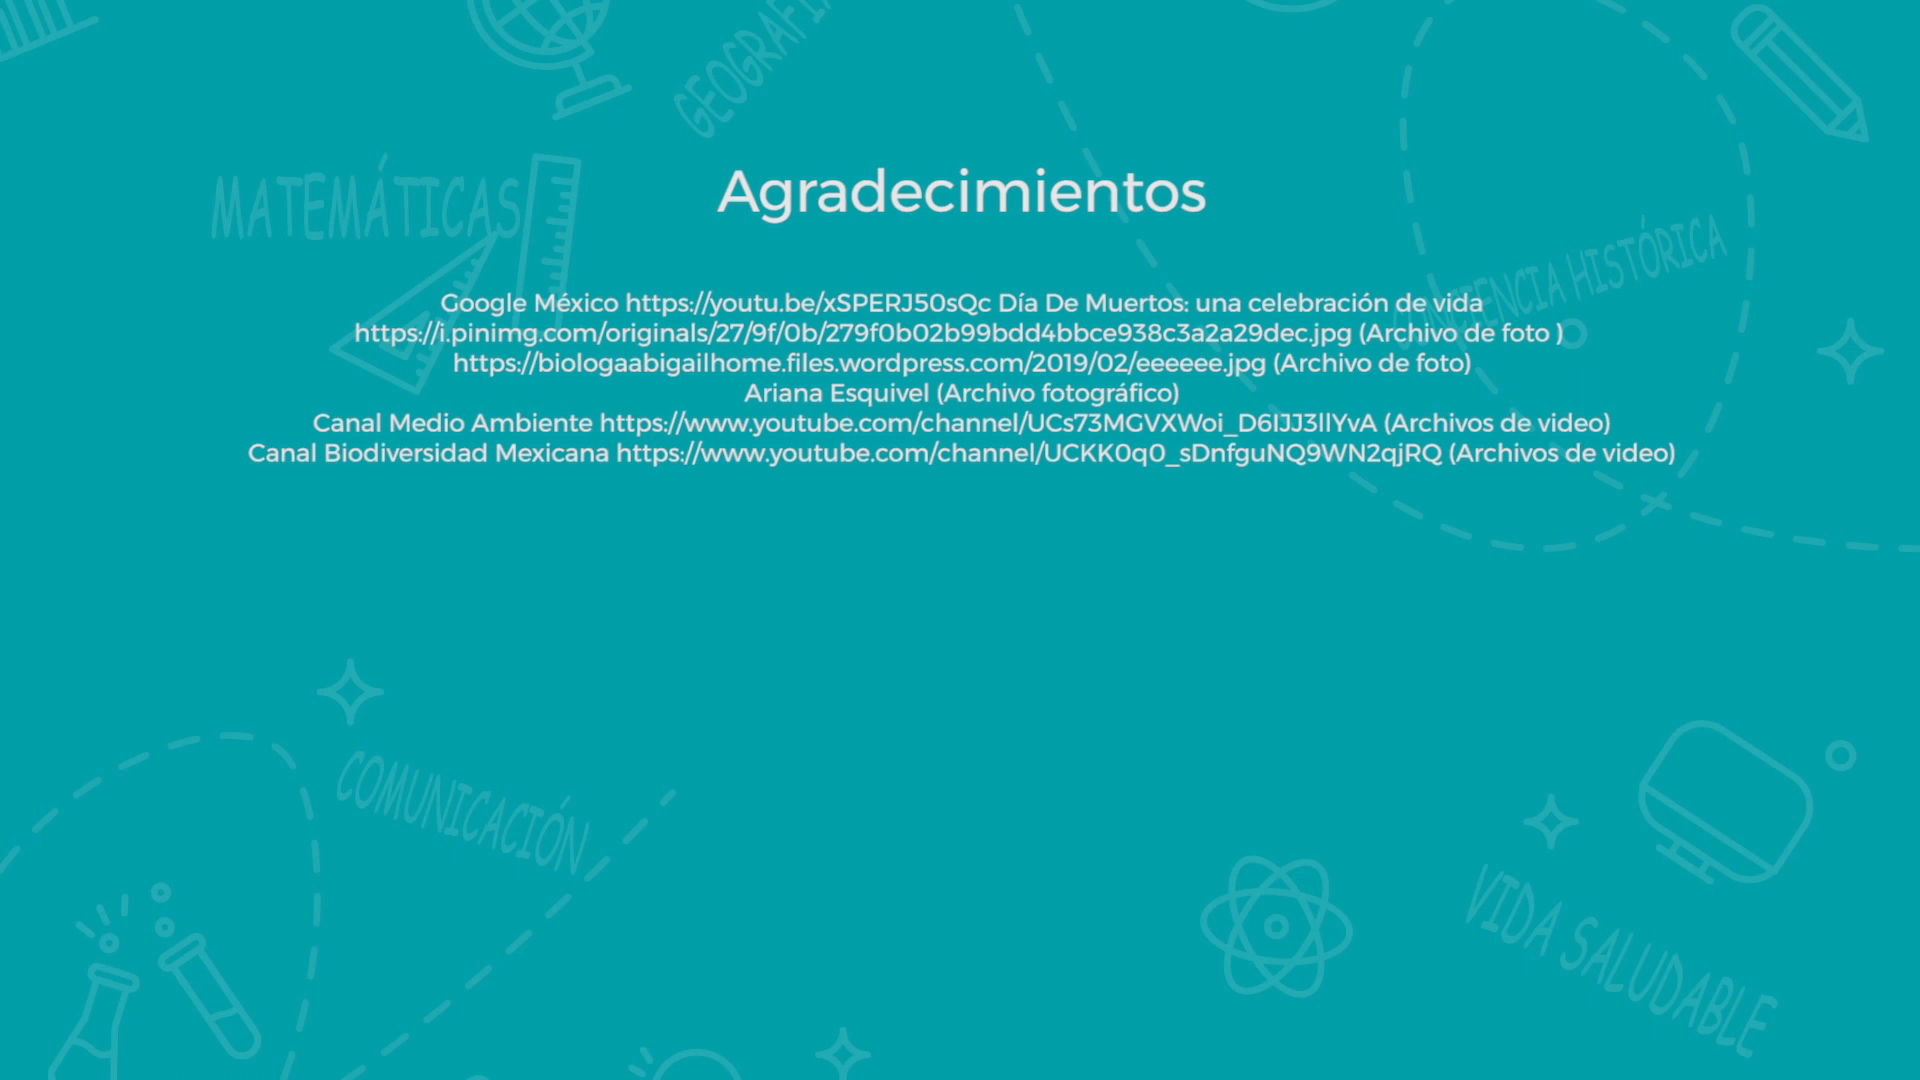 GEOGRAFÍA
MATEMÁTICAS
Agradecimientos
CONCIENCIA HISTÓRICA
Google México https://youtu.be/xSPERJ50sQc Día De Muertos: una celebración de vida
https://i.pinimg.com/originals/27/9f/0b/279f0b02b99bdd4bbce938c3a2a29dec.jpg (Archivo de foto )
https://biologaabigailhome.files.wordpress.com/2019/02/eeeeee.jpg (Archivo de foto)
Ariana Esquivel (Archivo fotográfico)
Canal Medio Ambiente https://www.youtube.com/channel/UCs73MGVXWoi_D6IJJ3llYvA (Archivos de video)
Canal Biodiversidad Mexicana https://www.youtube.com/channel/UCKK0q0_sDnfguNQ9WN2qjRQ (Archivos de video)
COMUNICACIÓN
VIDA SALUDABLE